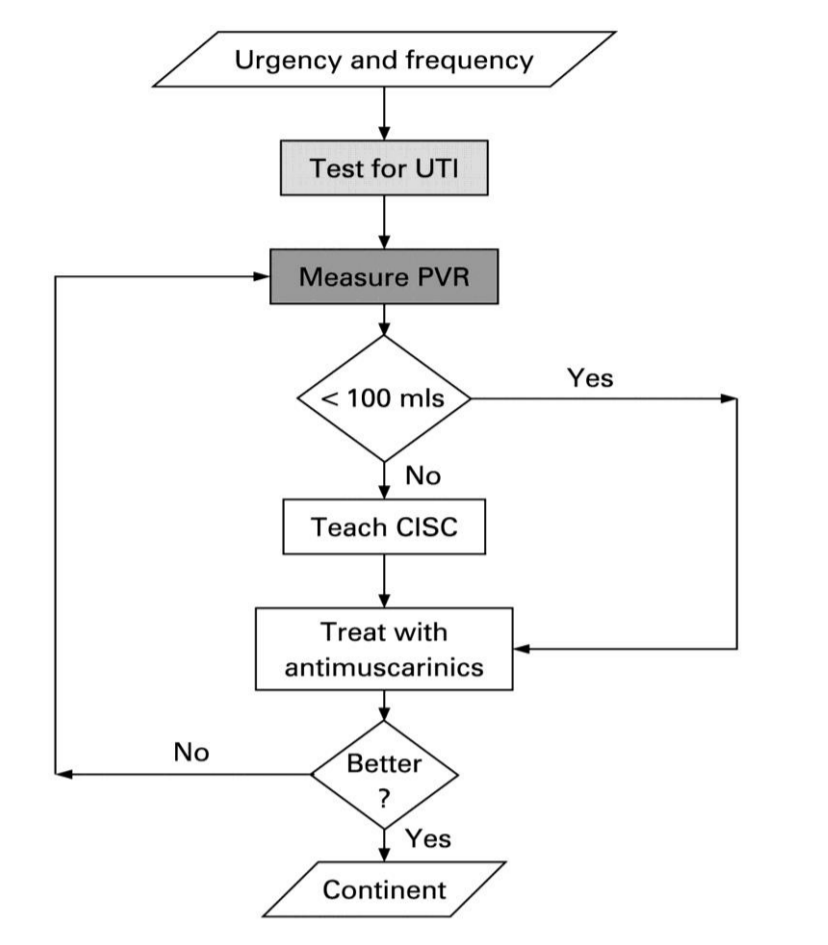 Urgency and frequency
Test for UTI
Measure PVR
< 100 mls
Yes
No
Teach CISC
Treat with
antimuscarinics
No
Better
?
Yes
Continent